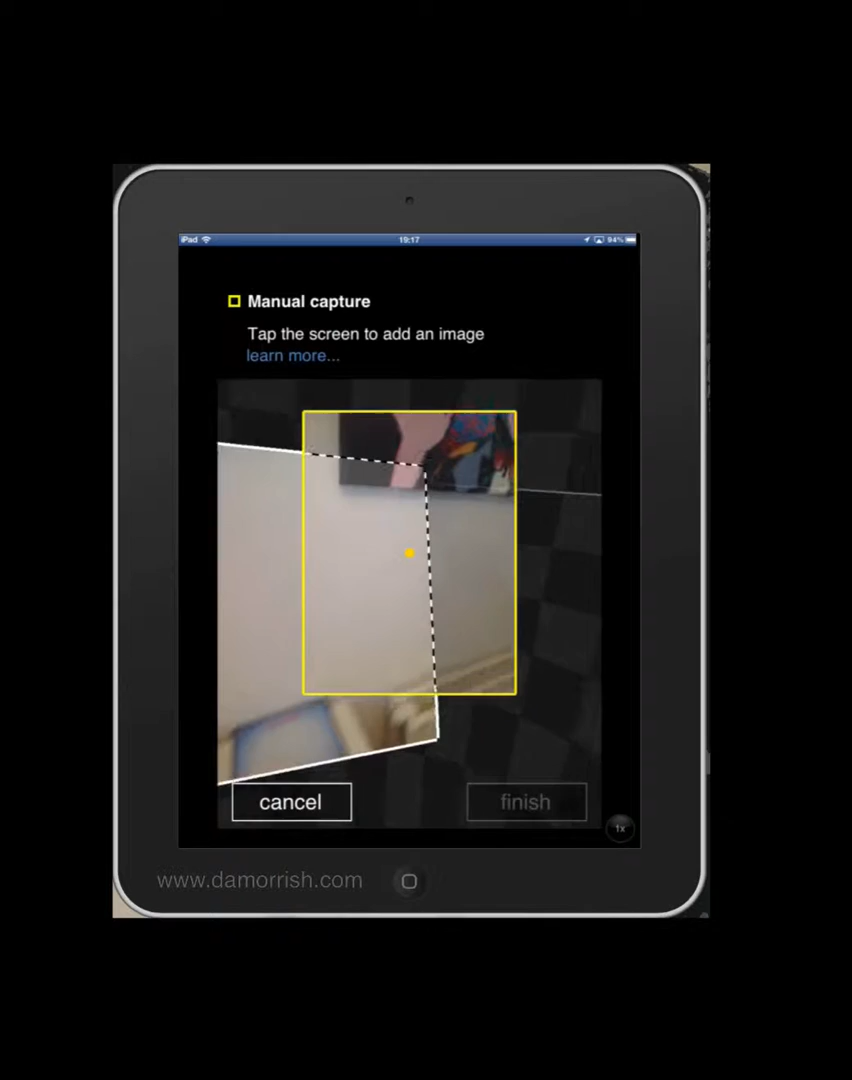 iPad 19:17 94%
Manual capture
Tap the screen to add an image
learn more...
cancel finish
1x
www.damorrish.com